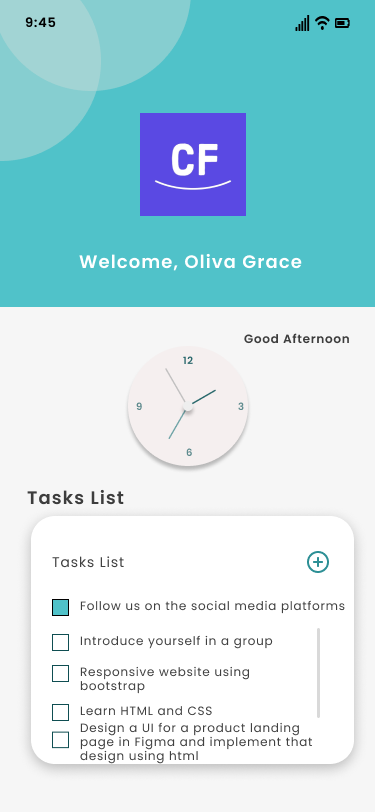 9:45
CF
Welcome, Oliva Grace
Good Afternoon
12
9
3
6
Tasks List
Tasks List
Follow us on the social media platforms
Introduce yourself in a group
Responsive website using
bootstrap
Learn HTML and CSS
Design a UI for a product landing
page in Figma and implement that
design using html